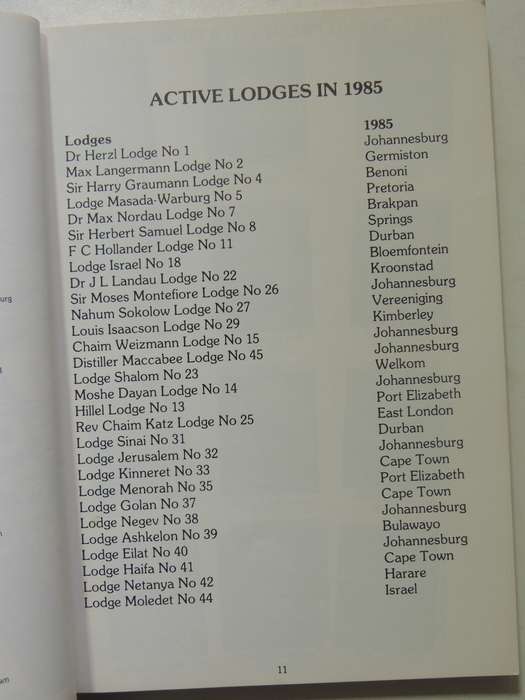 ACTIVE LODGES IN 1985
Lodges 1985
Dr Herzl Lodge No 1 Johannesburg
Max Langermann Lodge No 2 Germiston
Sir Harry Graumann Lodge No 4 Benoni
Lodge Masada-Warburg No 5 Pretoria
Dr Max Nordau Lodge No 7 Brakpan
Sir Herbert Samuel Lodge No 8 Springs
F C Hollander Lodge No 11 Durban
Lodge Israel No 18 Bloemfontein
Dr J L Landau Lodge No 22 Kroonstad
Sir Moses Montefiore Lodge No 26 Johannesburg
Nahum Sokolow Lodge No 27 Vereeniging
Louis Isaacson Lodge No 29 Kimberley
Chaim Weizmann Lodge No 15 Johannesburg
Distiller Maccabee Lodge No 45 Johannesburg
Lodge Shalom No 23 Welkom
Moshe Dayan Lodge No 14 Johannesburg
Hillel Lodge No 13 Port Elizabeth
Rev Chaim Katz Lodge No 25 East London
Lodge Sinai No 31 Durban
Lodge Jerusalem No 32 Johannesburg
Lodge Kinneret No 33 Cape Town
Lodge Menorah No 35 Port Elizabeth
Lodge Golan No 37 Cape Town
Lodge Negev No 38 Johannesburg
Lodge Ashkelon No 39 Bulawayo
Lodge Eilat No 40 Johannesburg
Lodge Haifa No 41 Cape Town
Lodge Netanya No 42 Harare
Lodge Moledet No 44 Israel
11